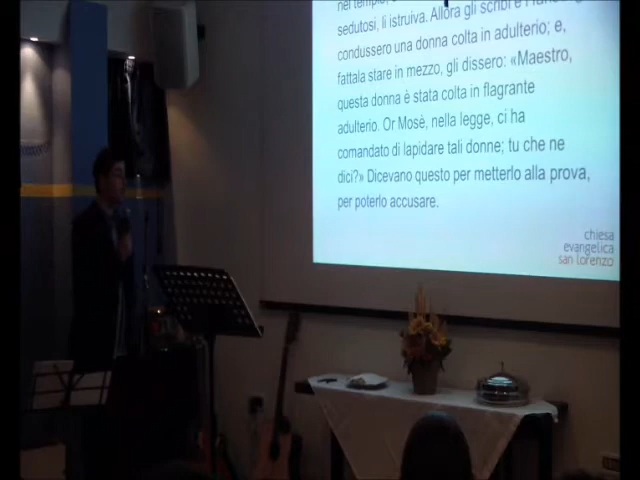 nel tempio,
sedutosi, li istruiva. Allora gli scribi e i
condussero una donna colta in adulterio; e,
fattala stare in mezzo, gli dissero: «Maestro,
questa donna è stata colta in flagrante
adulterio. Or Mosè, nella legge, ci ha
comandato di lapidare tali donne; tu che ne
dici?» Dicevano questo per metterlo alla prova,
per poterlo accusare.
chiesa
evangelica
san lorenzo